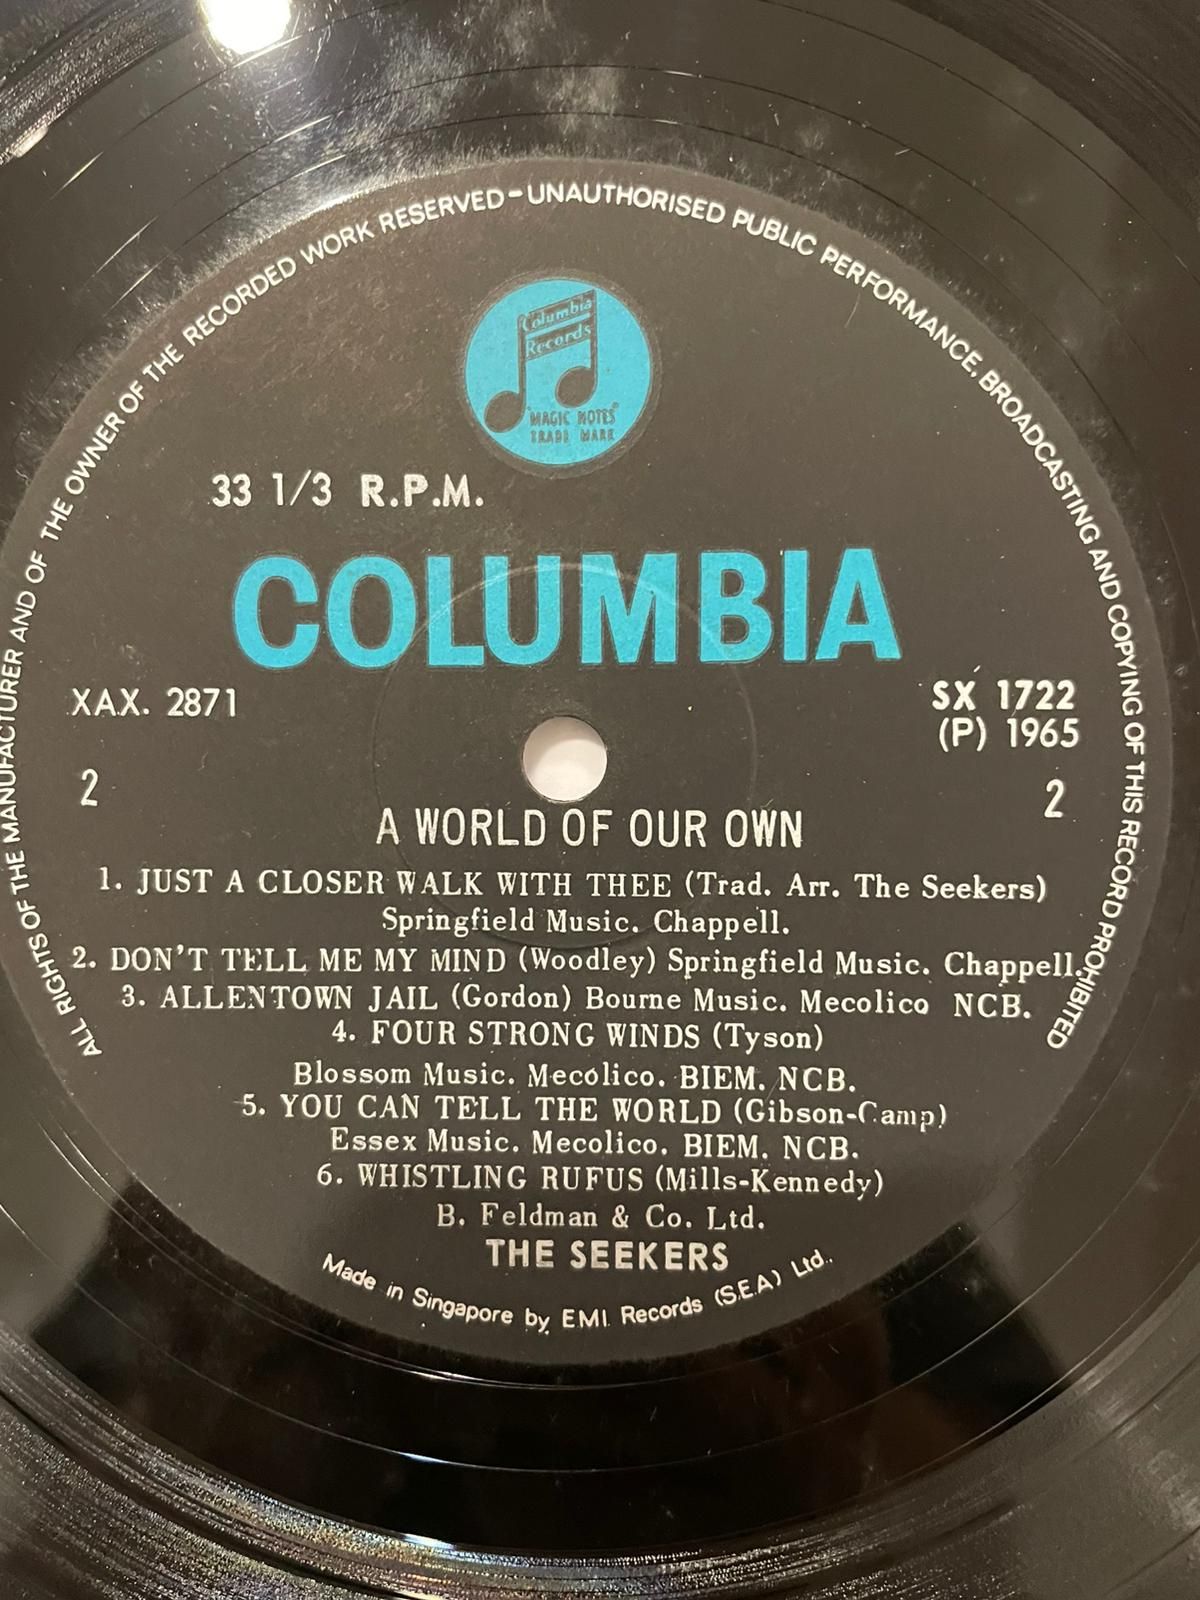 ALL RIGHTS OF THE MANUFACTURER AND OF THE OWNER OF THE RECORDED WORK RESERVED-UNAUTHORISED PUBLIC PERFORMANCE, BROADCASTING AND COPYING OF THIS RECORD PROHIBITED
Columbia
Records
"MAGIC NOTES"
TRADE MARK
33 1/3 R.P.M.
COLUMBIA
XAX. 2871
SX 1722
(P) 1965
2
2
A WORLD OF OUR OWN
1. JUST A CLOSER WALK WITH THEE (Trad. Arr. The Seekers)
Springfield Music. Chappell.
2. DON'T TELL ME MY MIND (Woodley) Springfield Music. Chappell.
3. ALLENTOWN JAIL (Gordon) Bourne Music. Mecolico NCB.
4. FOUR STRONG WINDS (Tyson)
Blossom Music. Mecolico. BIEM. NCB.
5. YOU CAN TELL THE WORLD (Gibson-Camp)
Essex Music. Mecolico. BIEM. NCB.
6. WHISTLING RUFUS (Mills-Kennedy)
B. Feldman & Co. Ltd.
THE SEEKERS
Made in Singapore by E.M.I. Records (S.E.A) Ltd.,